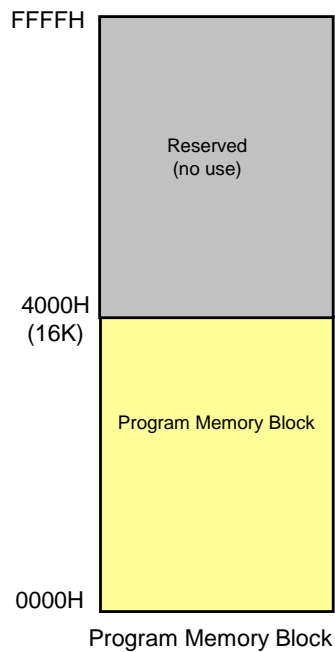 FFFFH
Reserved
(no use)
4000H
(16K)
Program Memory Block
0000H
Program Memory Block